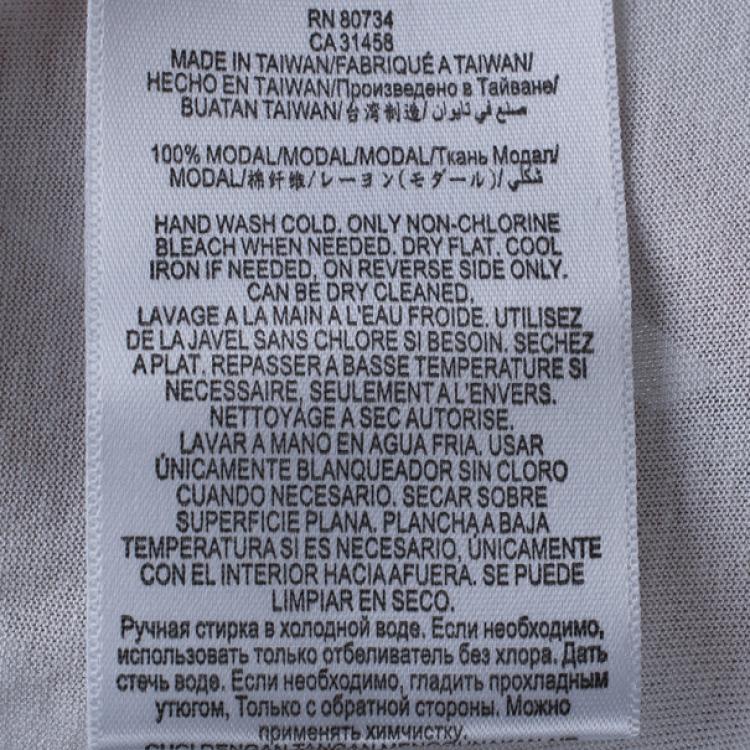 RN 80734
CA 31458
MADE IN TAIWAN/FABRIQUÉ A TAIWAN/
HECHO EN TAIWAN/Произведено в Тайване/
BUATAN TAIWAN/台湾制造/صنع في تايوان
100% MODAL/MODAL/MODAL/Ткань Модал/
MODAL/棉纤维/レーヨン(モダール)/شكلي
HAND WASH COLD. ONLY NON-CHLORINE
BLEACH WHEN NEEDED. DRY FLAT. COOL
IRON IF NEEDED, ON REVERSE SIDE ONLY.
CAN BE DRY CLEANED.
LAVAGE A LA MAIN A L'EAU FROIDE. UTILISEZ
DE LA JAVEL SANS CHLORE SI BESOIN. SECHEZ
A PLAT. REPASSER A BASSE TEMPERATURE SI
NECESSAIRE, SEULEMENT A L'ENVERS.
NETTOYAGE A SEC AUTORISE.
LAVAR A MANO EN AGUA FRIA. USAR
ÚNICAMENTE BLANQUEADOR SIN CLORO
CUANDO NECESARIO. SECAR SOBRE
SUPERFICIE PLANA. PLANCHA A BAJA
TEMPERATURA SI ES NECESARIO, ÚNICAMENTE
CON EL INTERIOR HACIA AFUERA. SE PUEDE
LIMPIAR EN SECO.
Ручная стирка в холодной воде. Если необходимо,
использовать только отбеливатель без хлора. Дать
стечь воде. Если необходимо, гладить прохладным
утюгом, Только с обратной стороны. Можно
применять химчистку.
CUCI DENGAN TANGAN